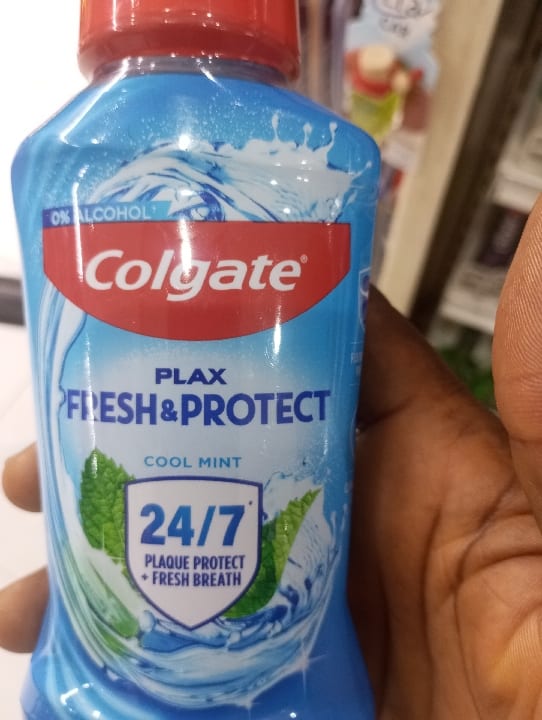 0% ALCOHOL*
Colgate®
PLAX
FRESH&PROTECT
COOL MINT
24/7*
PLAQUE PROTECT
+ FRESH BREATH